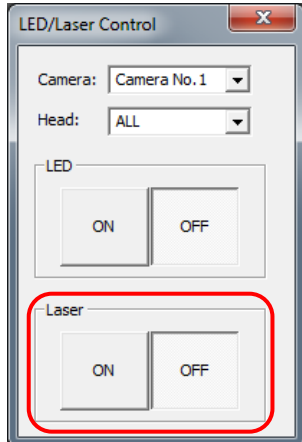 LED/Laser Control
Camera: Camera No.1
Head: ALL
LED
ON OFF
Laser
ON OFF